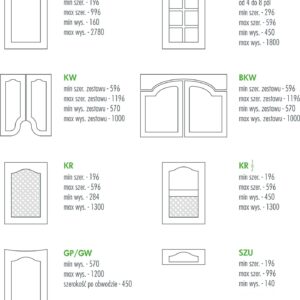 min szer. - 196
max szer. - 996
min wys. - 160
max wys. - 2780
od 4 do 8 pól
min szer. - 296
max szer. - 596
min wys. - 450
max wys. - 1800
KW
min szer. zestawu - 596
max szer. zestawu - 1196
min wys. zestawu - 570
max wys. zestawu - 1000
BKW
min szer. zestawu - 596
max szer. zestawu - 1196
min wys. zestawu - 570
max wys. zestawu - 1000
KR
min szer. - 196
max szer. - 596
min wys. - 284
max wys. - 1300
KR
min szer. - 196
max szer. - 596
min wys. - 450
max wys. - 1300
GP/GW
min wys. - 570
max wys. - 1200
szerokość po obwodzie - 450
SZU
min szer. - 196
max szer. - 996
min wys. - 140